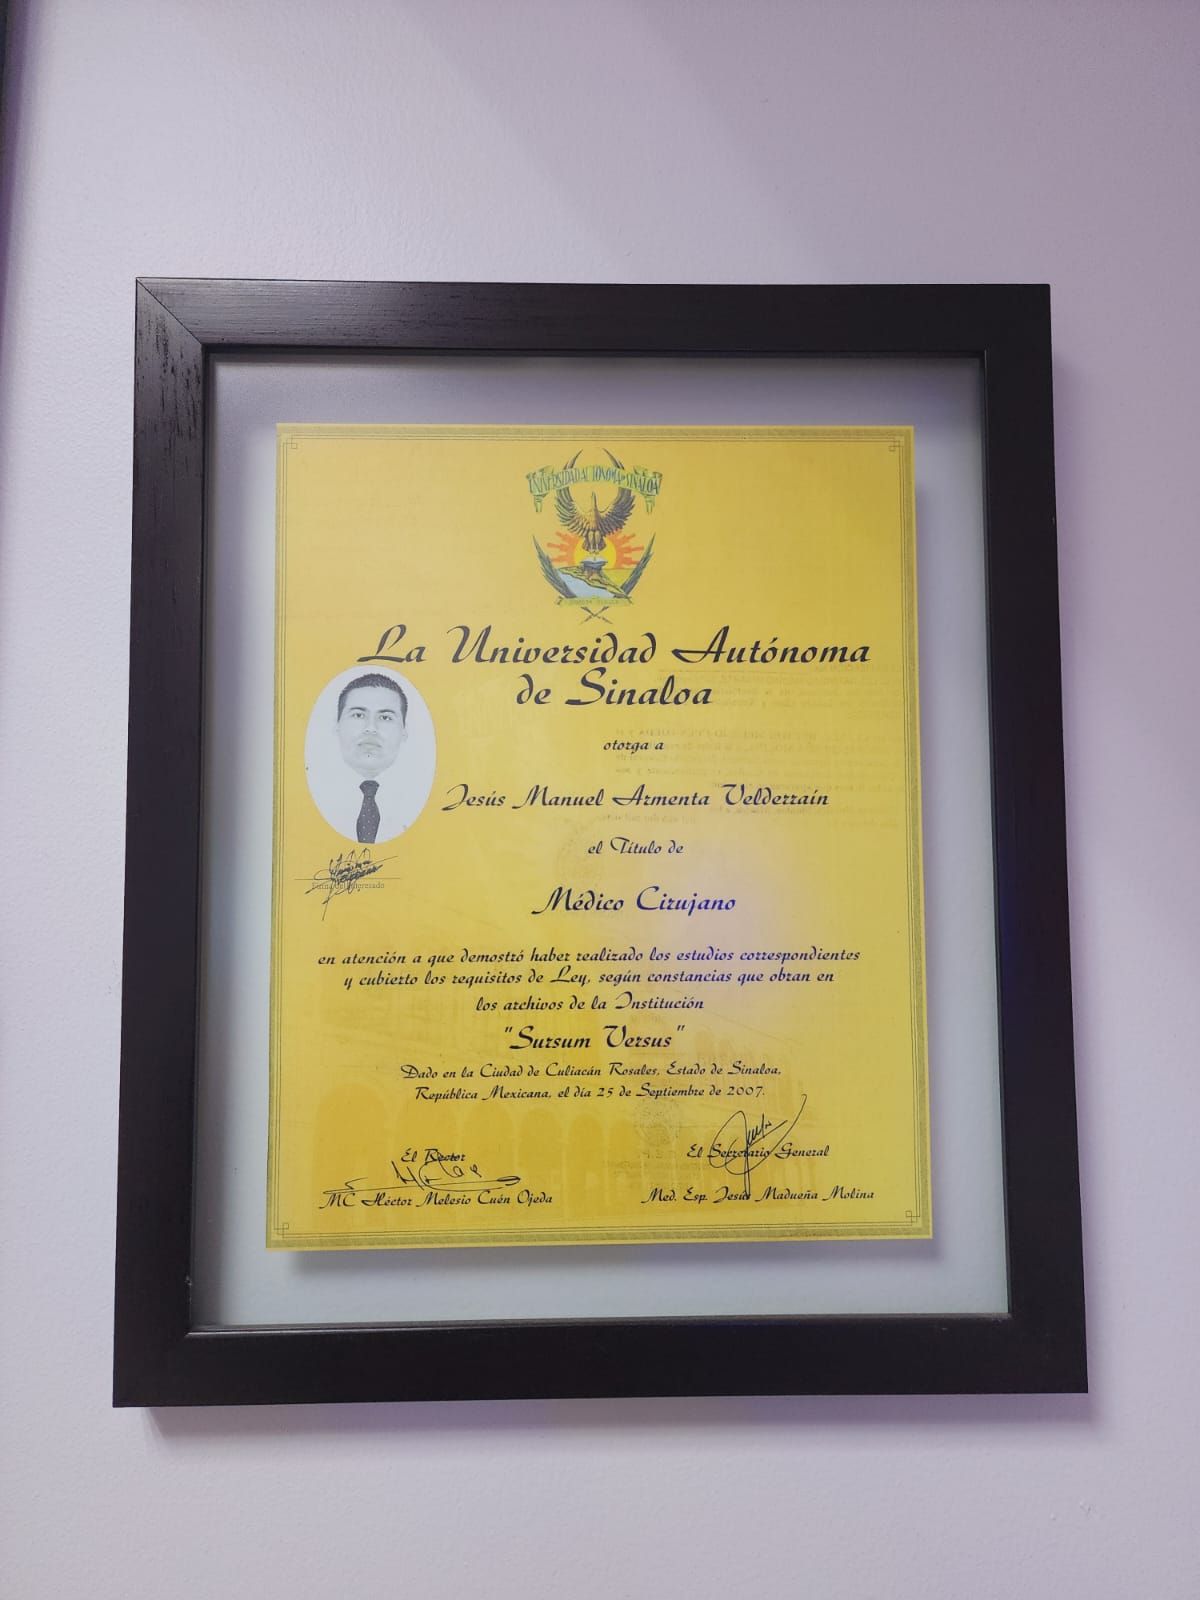 UNIVERSIDAD AUTONOMA DE SINALOA
La Universidad Autónoma
de Sinaloa
otorga a
Jesús Manuel Armenta Velderraín
el Título de
Firma del Interesado
Médico Cirujano
en atención a que demostró haber realizado los estudios correspondientes
y cubierto los requisitos de Ley, según constancias que obran en
los archivos de la Institución
"Sursum Versus"
Dado en la Ciudad de Culiacán Rosales, Estado de Sinaloa,
República Mexicana, el día 25 de Septiembre de 2007.
El Rector
MC Héctor Melesio Cuén Ojeda
El Secretario General
Med. Esp. Jesús Madueña Molina